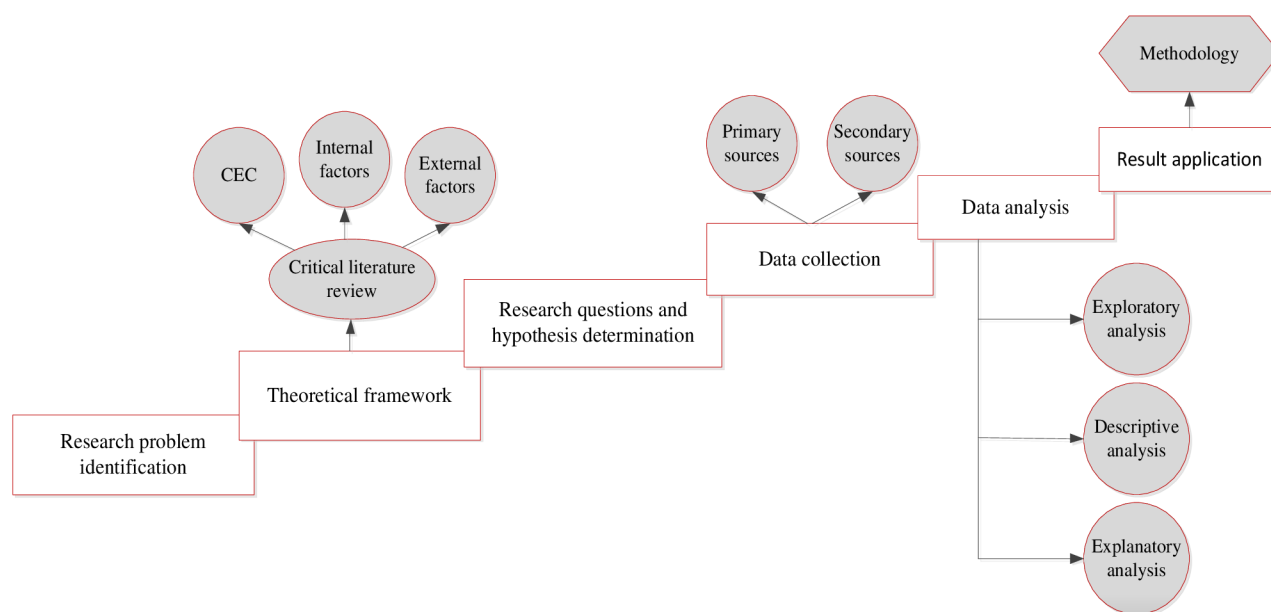 Methodology
Result application
Primary
sources
Secondary
sources
Data analysis
CEC
Internal
factors
External
factors
Data collection
Critical literature
review
Research questions and
hypothesis determination
Exploratory
analysis
Theoretical framework
Descriptive
analysis
Research problem
identification
Explanatory
analysis